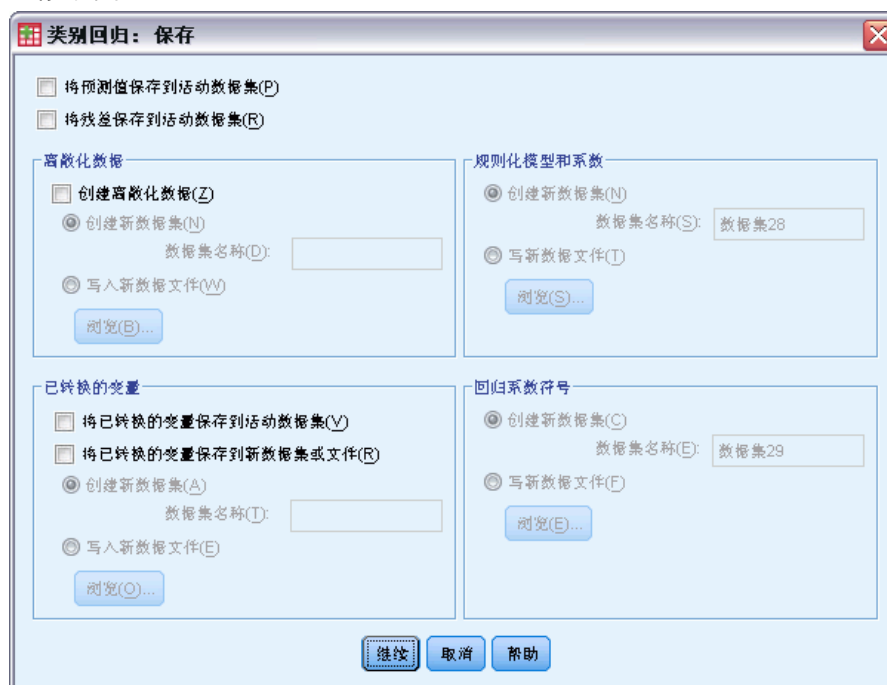 类别回归：保存
将预测值保存到活动数据集(P)
将残差保存到活动数据集(R)
离散化数据
创建离散化数据(Z)
创建新数据集(N)
数据集名称(D):
写入新数据文件(W)
浏览(B)...
规则化模型和系数
创建新数据集(N)
数据集名称(S): 数据集28
写新数据文件(T)
浏览(S)...
已转换的变量
将已转换的变量保存到活动数据集(V)
将已转换的变量保存到新数据集或文件(R)
创建新数据集(A)
数据集名称(T):
写入新数据文件(E)
浏览(O)...
回归系数符号
创建新数据集(C)
数据集名称(E): 数据集29
写新数据文件(F)
浏览(E)...
继续 取消 帮助